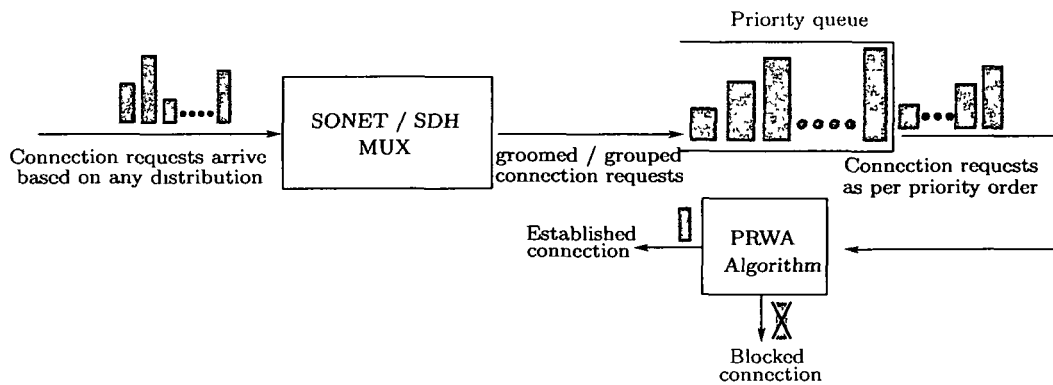 Priority queue
SONET / SDH
MUX
Connection requests arrive
based on any distribution
groomed / grouped
connection requests
Connection requests
as per priority order
Established
connection
PRWA
Algorithm
Blocked
connection